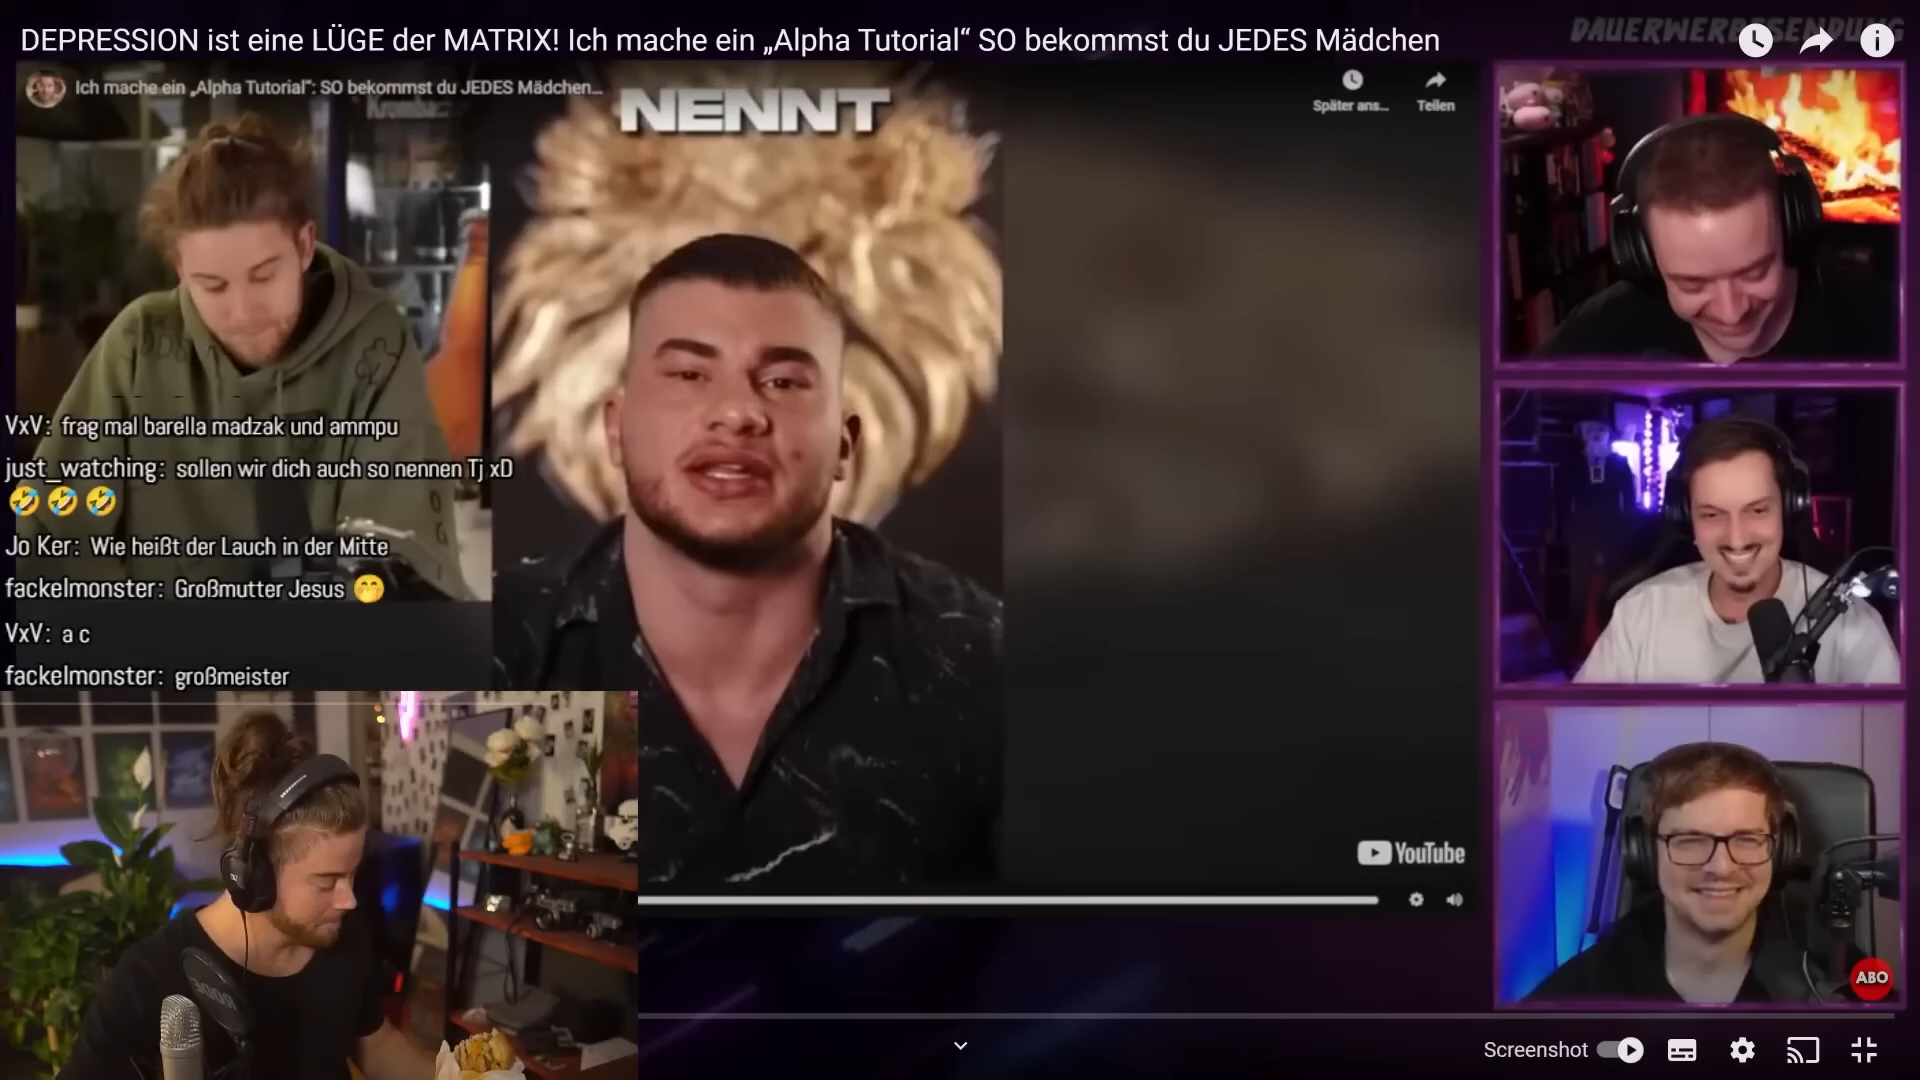 DEPRESSION ist eine LÜGE der MATRIX! Ich mache ein „Alpha Tutorial“ SO bekommst du JEDES Mädchen
DAUERWERBESENDUNG
Ich mache ein „Alpha Tutorial“: SO bekommst du JEDES Mädchen...
Später ans...
Teilen
NENNT
VxV: frag mal barella madzak und ammpu
just_watching: sollen wir dich auch so nennen Tj xD
🤣 🤣 🤣
Jo Ker: Wie heißt der Lauch in der Mitte
fackelmonster: Großmutter Jesus 🤭
VxV: a c
fackelmonster: großmeister
RODE
YouTube
ABO
Screenshot